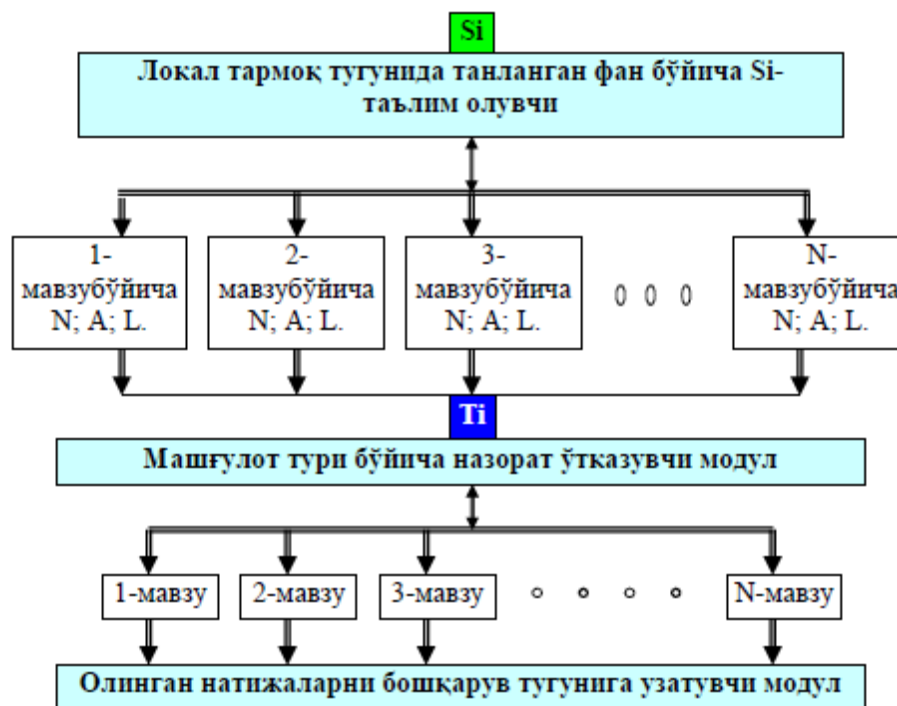 Si
Локал тармоқ тугунида танланган фан бўйича Si-
таълим олувчи
1-
мавзубўйича
N; A; L.
2-
мавзубўйича
N; A; L.
3-
мавзубўйича
N; A; L.
N-
мавзубўйича
N; A; L.
Ti
Машғулот тури бўйича назорат ўтказувчи модул
1-мавзу
2-мавзу
3-мавзу
N-мавзу
Олинган натижаларни бошқарув тугунига узатувчи модул